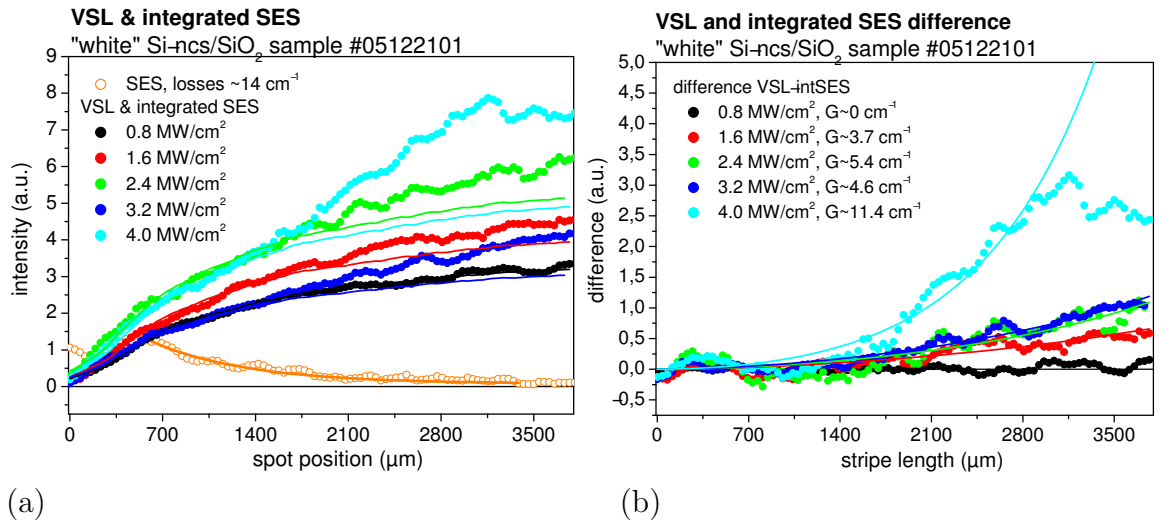 VSL & integrated SES
"white" Si-ncs/SiO₂ sample #05122101
9
8
7
6
5
4
3
2
1
0
intensity (a.u.)
SES, losses ~14 cm⁻¹
VSL & integrated SES
0.8 MW/cm²
1.6 MW/cm²
2.4 MW/cm²
3.2 MW/cm²
4.0 MW/cm²
0 700 1400 2100 2800 3500
spot position (µm)
(a)
VSL and integrated SES difference
"white" Si-ncs/SiO₂ sample #05122101
5,0
4,5
4,0
3,5
3,0
2,5
2,0
1,5
1,0
0,5
0,0
−0,5
difference (a.u.)
difference VSL-intSES
0.8 MW/cm², G~0 cm⁻¹
1.6 MW/cm², G~3.7 cm⁻¹
2.4 MW/cm², G~5.4 cm⁻¹
3.2 MW/cm², G~4.6 cm⁻¹
4.0 MW/cm², G~11.4 cm⁻¹
0 700 1400 2100 2800 3500
stripe length (µm)
(b)